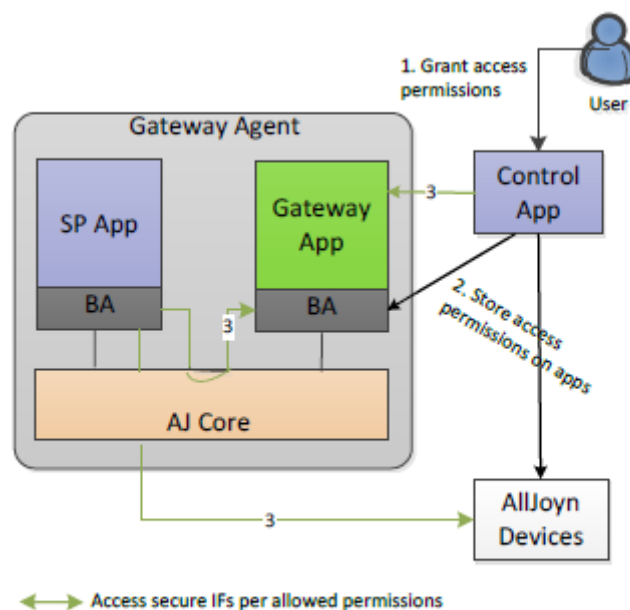 1. Grant access
permissions
User
Gateway Agent
SP App
BA
Gateway
App
BA
3
Control
App
3
2. Store access
permissions on apps
AJ Core
3
AllJoyn
Devices
Access secure IFs per allowed permissions